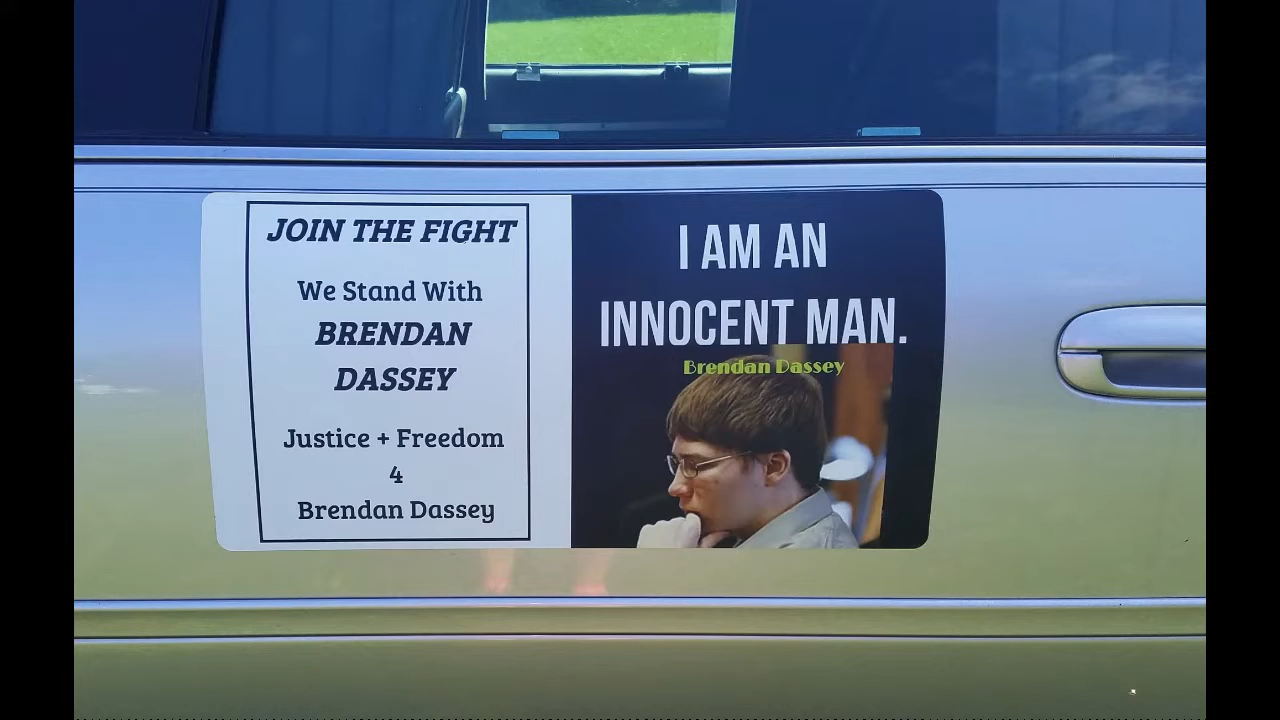 JOIN THE FIGHT
We Stand With
BRENDAN
DASSEY
Justice + Freedom
4
Brendan Dassey
I AM AN
INNOCENT MAN.
Brendan Dassey